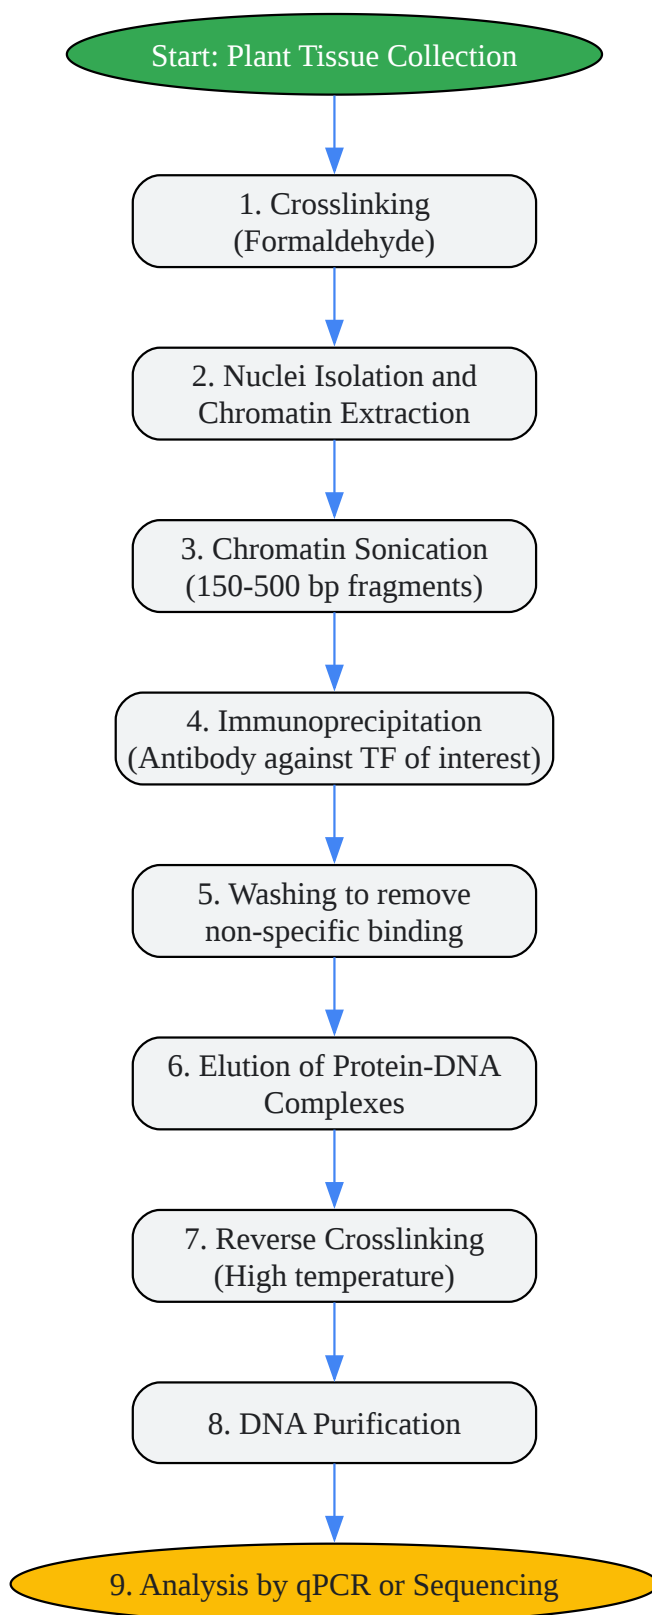 Start: Plant Tissue Collection
1. Crosslinking
(Formaldehyde)
2. Nuclei Isolation and
Chromatin Extraction
3. Chromatin Sonication
(150-500 bp fragments)
4. Immunoprecipitation
(Antibody against TF of interest)
5. Washing to remove
non-specific binding
6. Elution of Protein-DNA
Complexes
7. Reverse Crosslinking
(High temperature)
8. DNA Purification
9. Analysis by qPCR or Sequencing